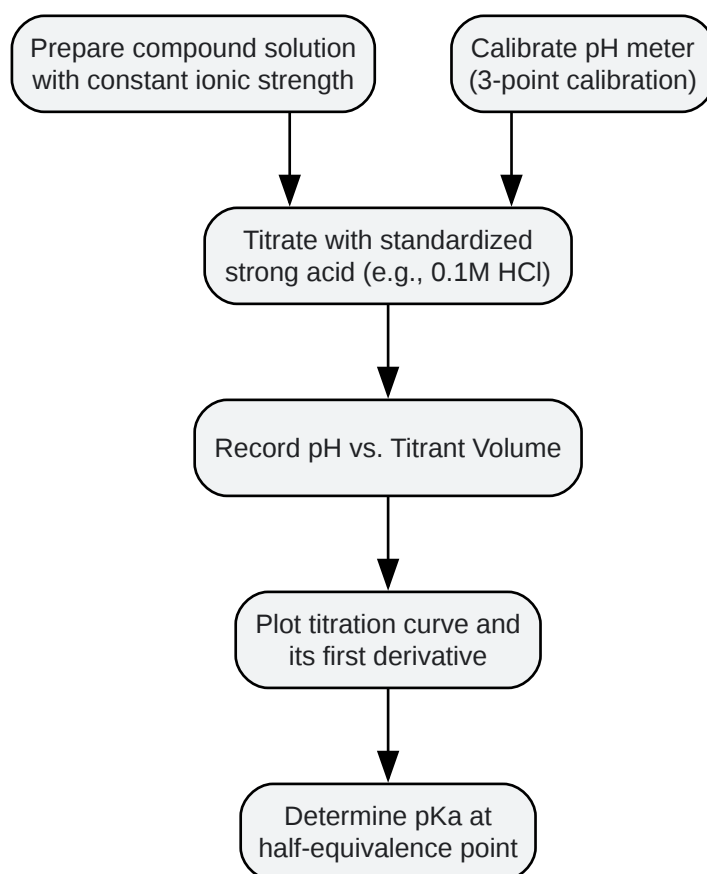 Prepare compound solution
with constant ionic strength
Calibrate pH meter
(3-point calibration)
Titrate with standardized
strong acid (e.g., 0.1M HCl)
Record pH vs. Titrant Volume
Plot titration curve and
its first derivative
Determine pKa at
half-equivalence point